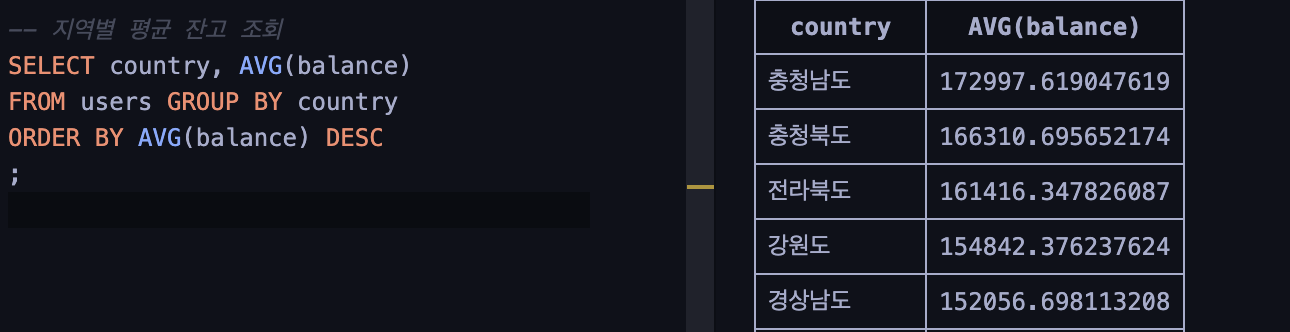 -- 지역별 평균 잔고 조회
SELECT country, AVG(balance)
FROM users GROUP BY country
ORDER BY AVG(balance) DESC
;
country AVG(balance)
충청남도 172997.619047619
충청북도 166310.695652174
전라북도 161416.347826087
강원도 154842.376237624
경상남도 152056.698113208